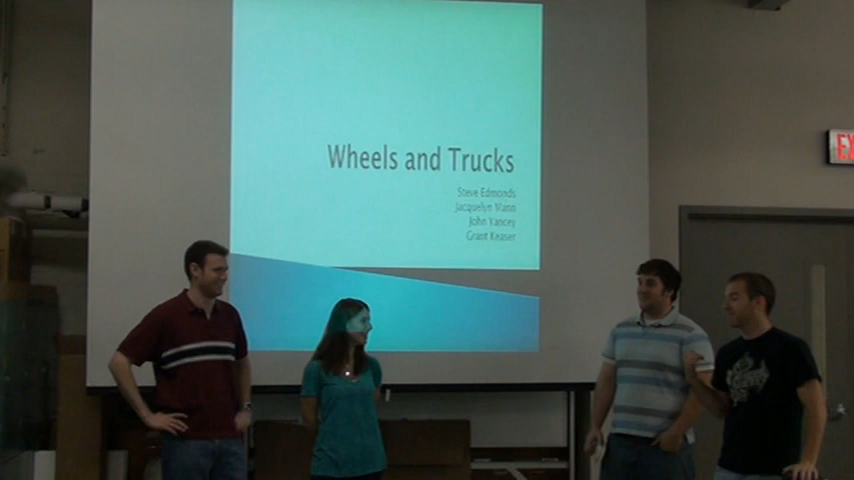 Wheels and Trucks
Steve Edmonds
Jacquelyn Mann
John Yancey
Grant Keaser
EX